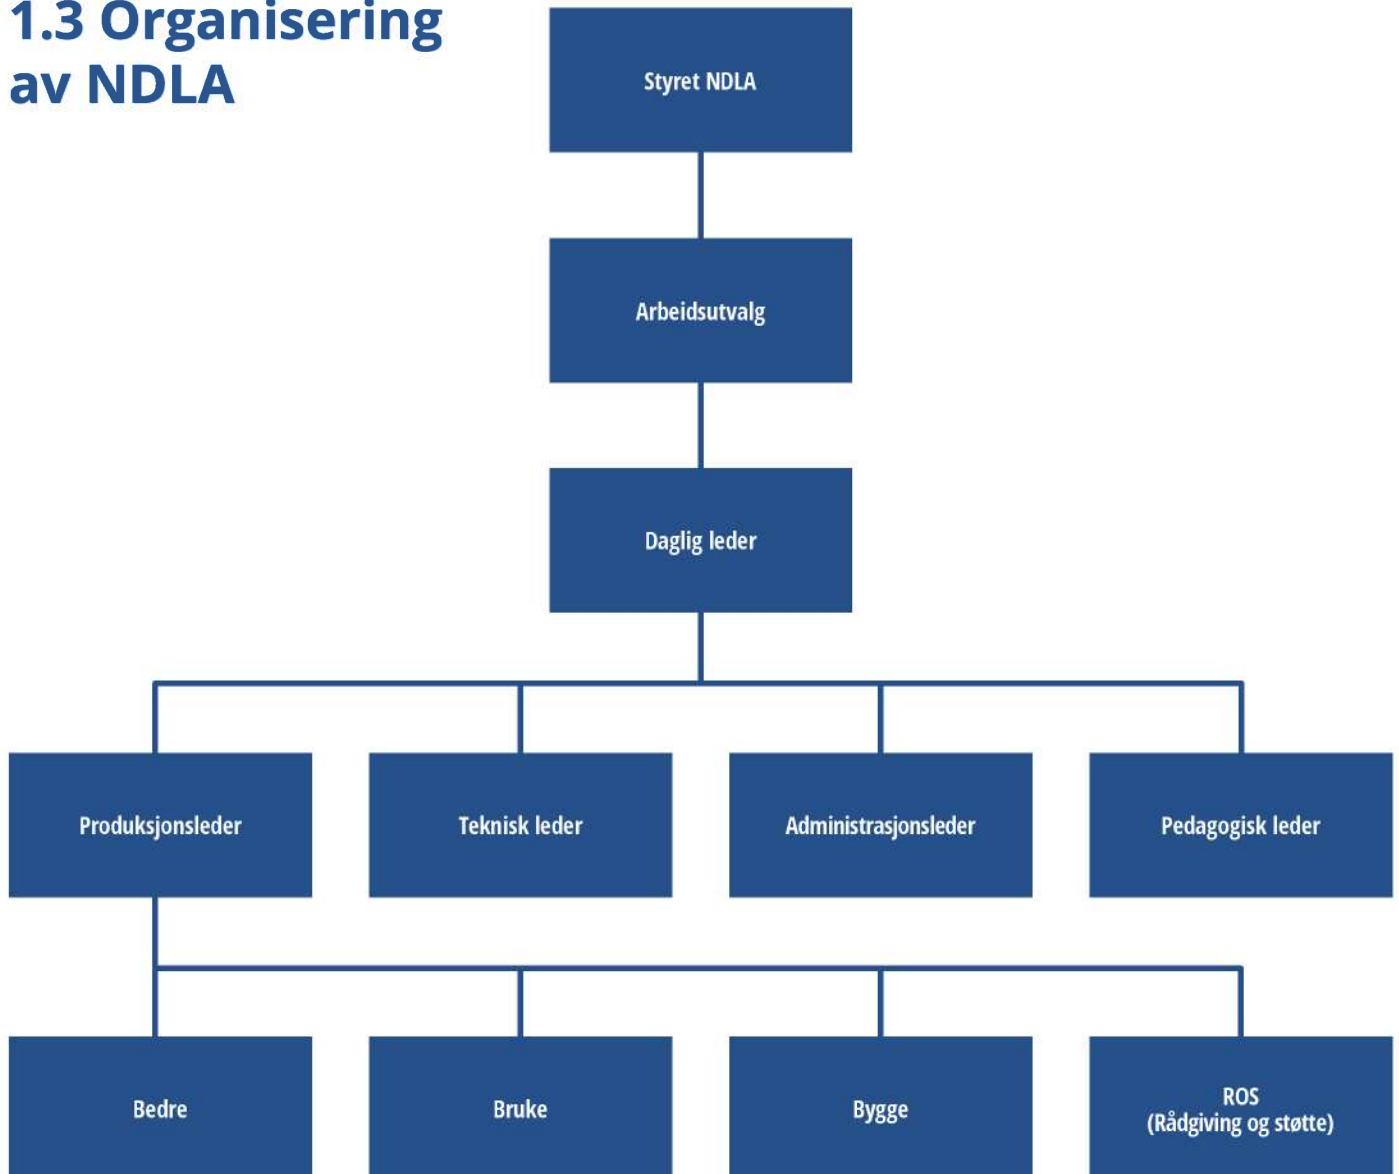 1.3 Organisering
av NDLA
Styret NDLA
Arbeidsutvalg
Daglig leder
Produksjonsleder
Teknisk leder
Administrasjonsleder
Pedagogisk leder
Bedre
Bruke
Bygge
ROS
(Rådgiving og støtte)